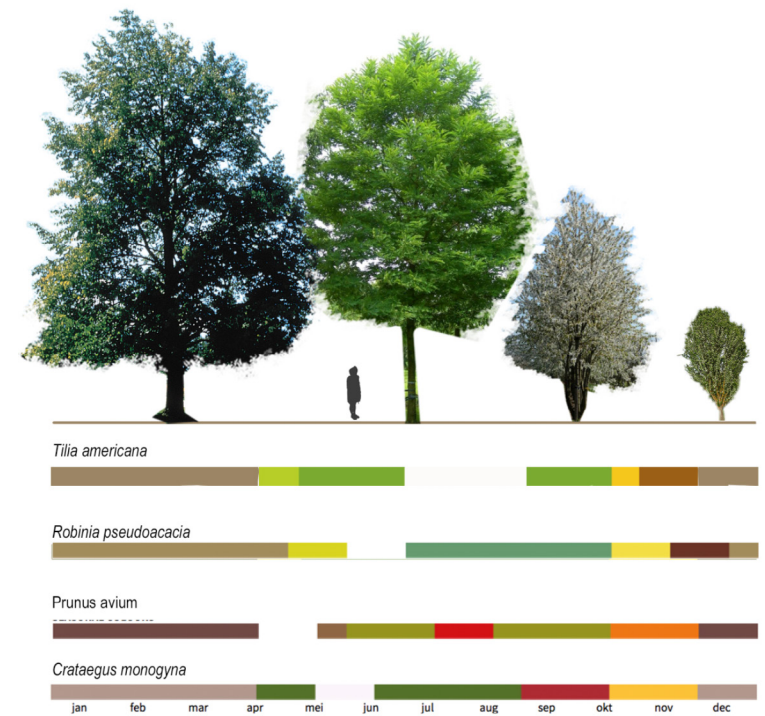 Tilia americana
Robinia pseudoacacia
Prunus avium
Crataegus monogyna
jan feb mar apr mei jun jul aug sep okt nov dec